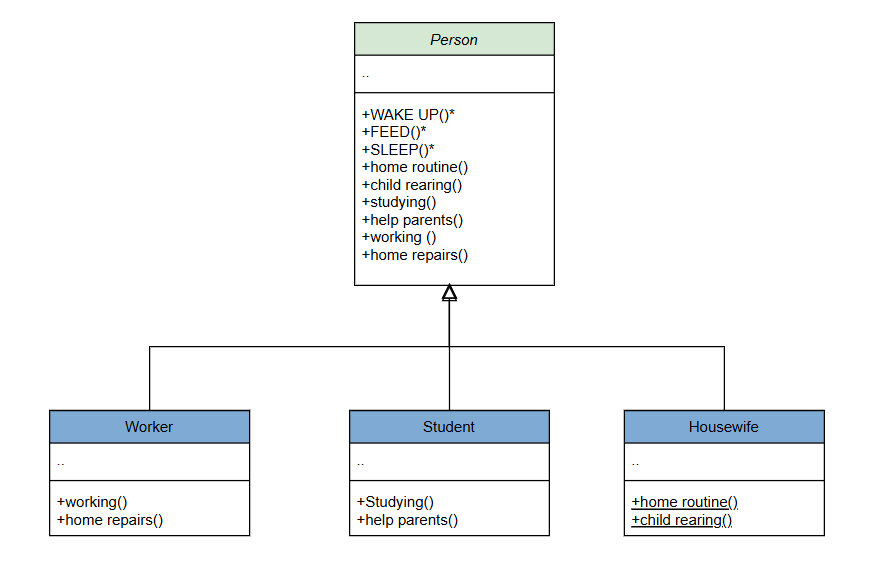 Person
..
+WAKE UP()*
+FEED()*
+SLEEP()*
+home routine()
+child rearing()
+studying()
+help parents()
+working ()
+home repairs()
Worker
..
+working()
+home repairs()
Student
..
+Studying()
+help parents()
Housewife
..
+home routine()
+child rearing()